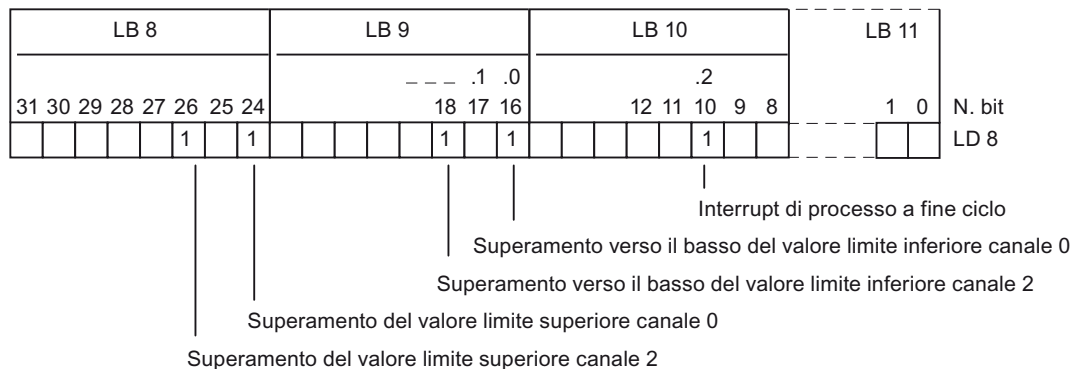 LB 8 LB 9 LB 10 LB 11
.1 .0 .2
31 30 29 28 27 26 25 24 18 17 16 12 11 10 9 8 1 0 N. bit
1 1 1 1 1 LD 8
Interrupt di processo a fine ciclo
Superamento verso il basso del valore limite inferiore canale 0
Superamento verso il basso del valore limite inferiore canale 2
Superamento del valore limite superiore canale 0
Superamento del valore limite superiore canale 2